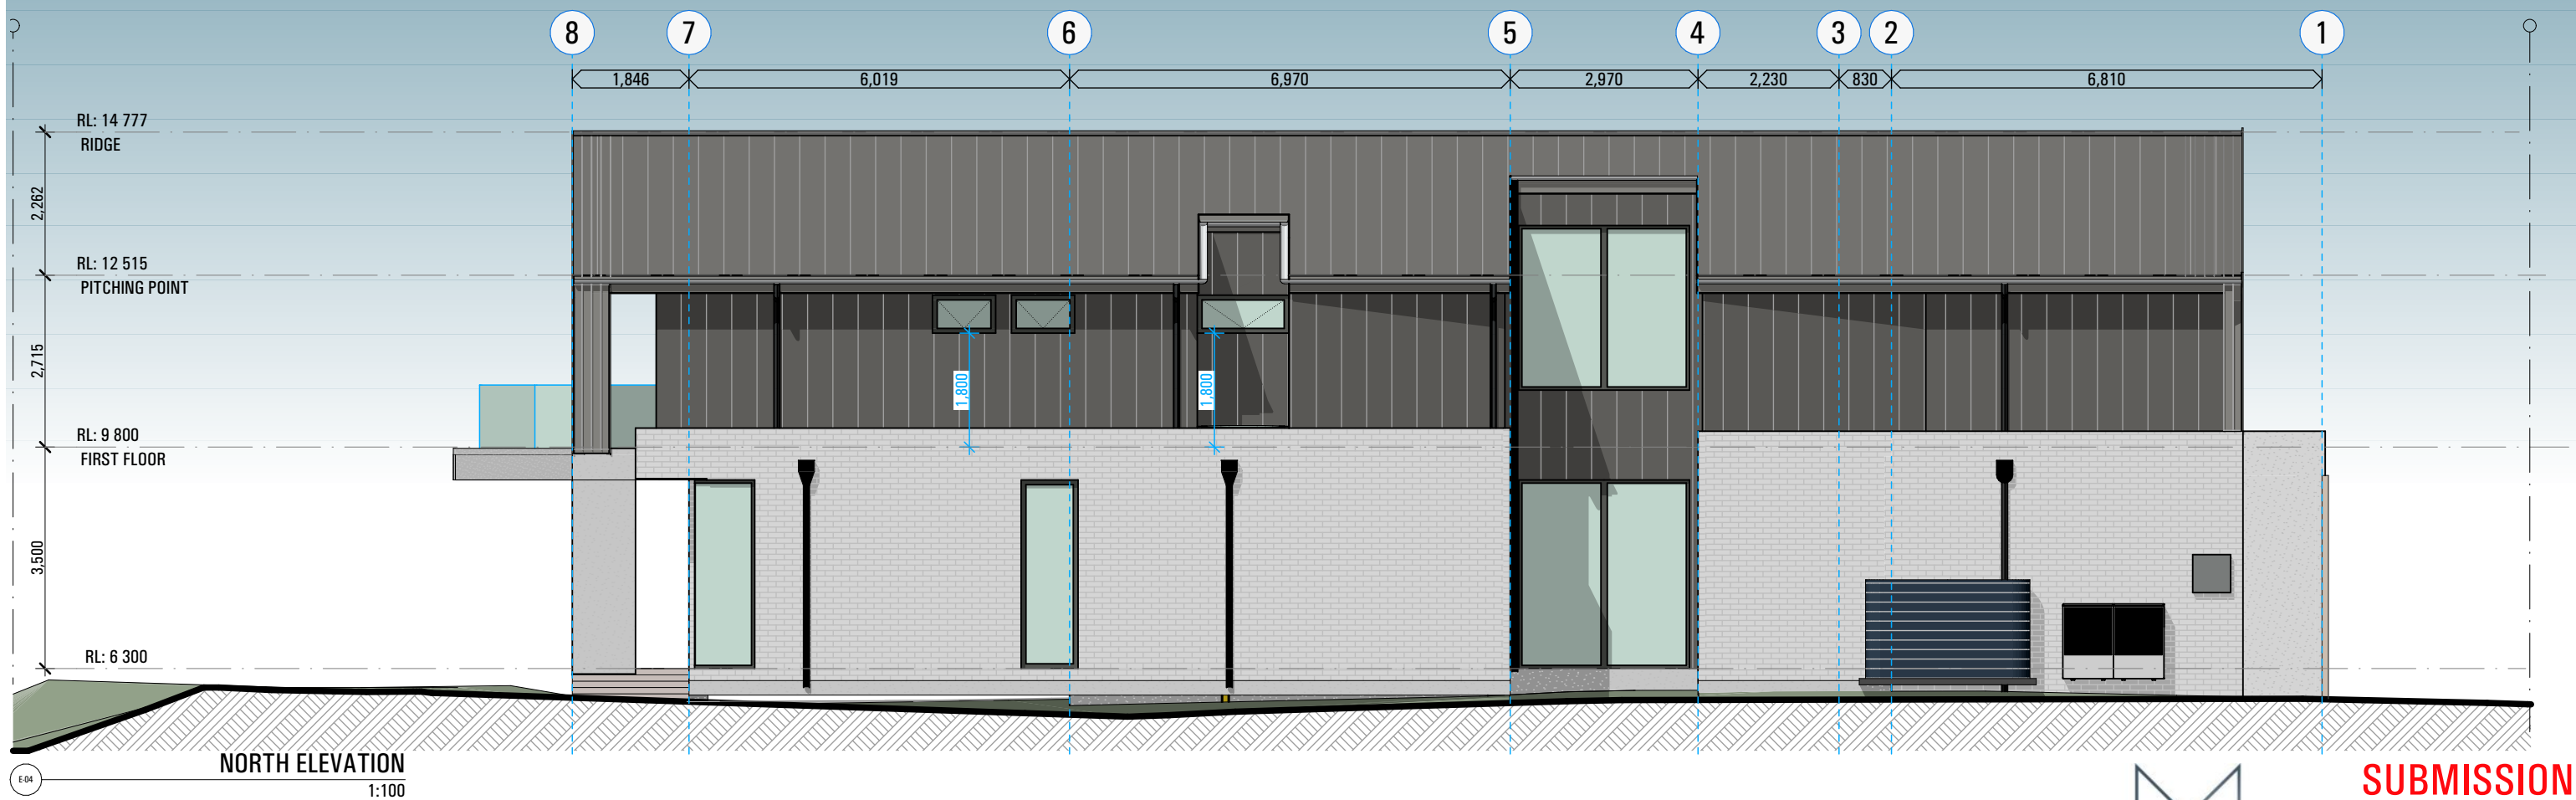 8 7 6 5 4 3 2 1
1,846 6,019 6,970 2,970 2,230 830 6,810
RL: 14 777
RIDGE
2,262
RL: 12 515
PITCHING POINT
2,715
1,800 1,800
RL: 9 800
FIRST FLOOR
3,500
RL: 6 300
NORTH ELEVATION
E-04
1:100
SUBMISSION